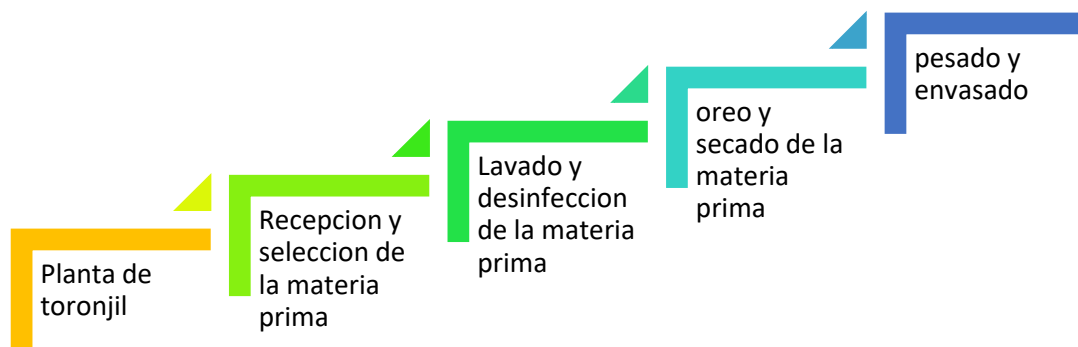 Planta de
toronjil
Recepcion y
seleccion de
la materia
prima
Lavado y
desinfeccion
de la materia
prima
oreo y
secado de la
materia
prima
pesado y
envasado